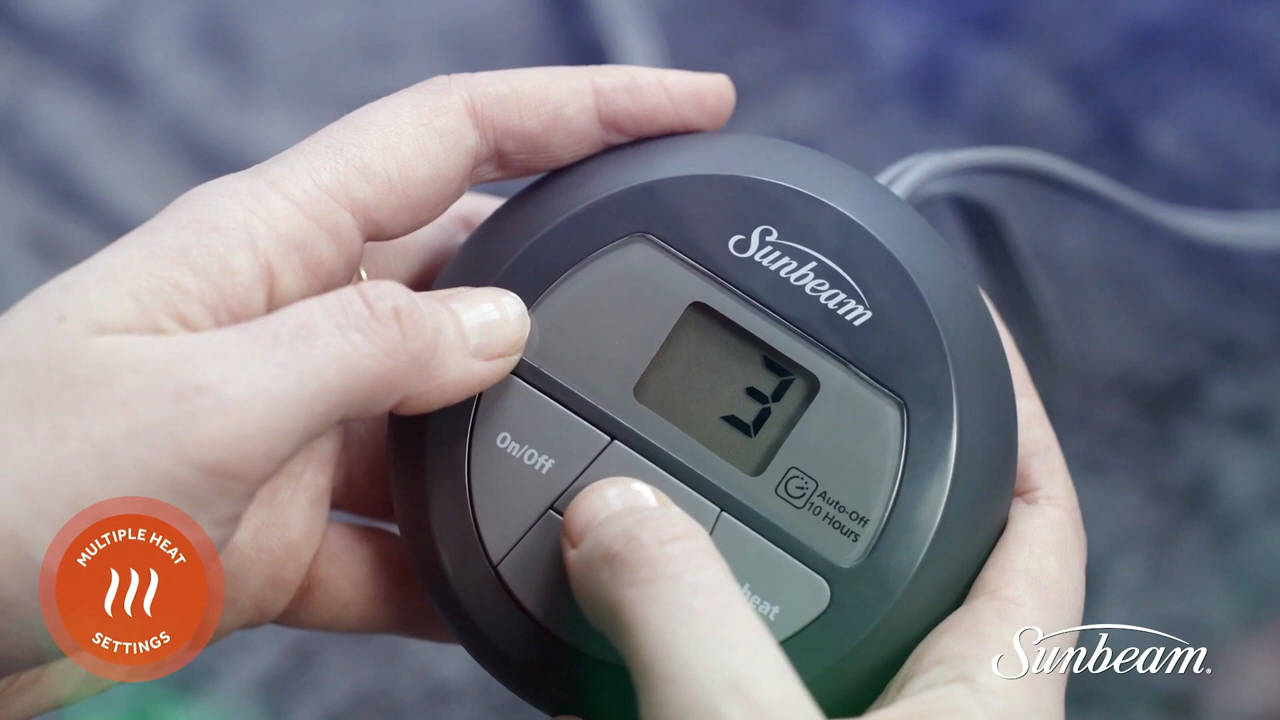 Sunbeam
3
On/Off
Auto-Off
10 Hours
heat
MULTIPLE HEAT
SETTINGS
Sunbeam